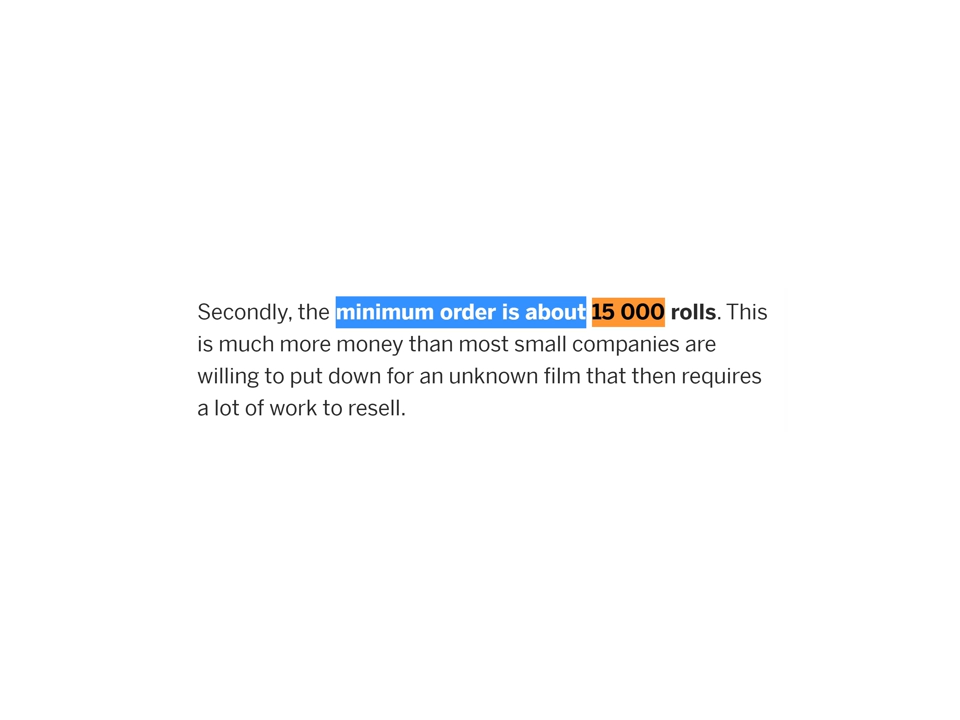 Secondly, the minimum order is about 15 000 rolls. This
is much more money than most small companies are
willing to put down for an unknown film that then requires
a lot of work to resell.